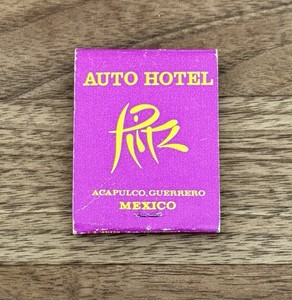 AUTO HOTEL
Ritz
ACAPULCO, GUERRERO
MEXICO